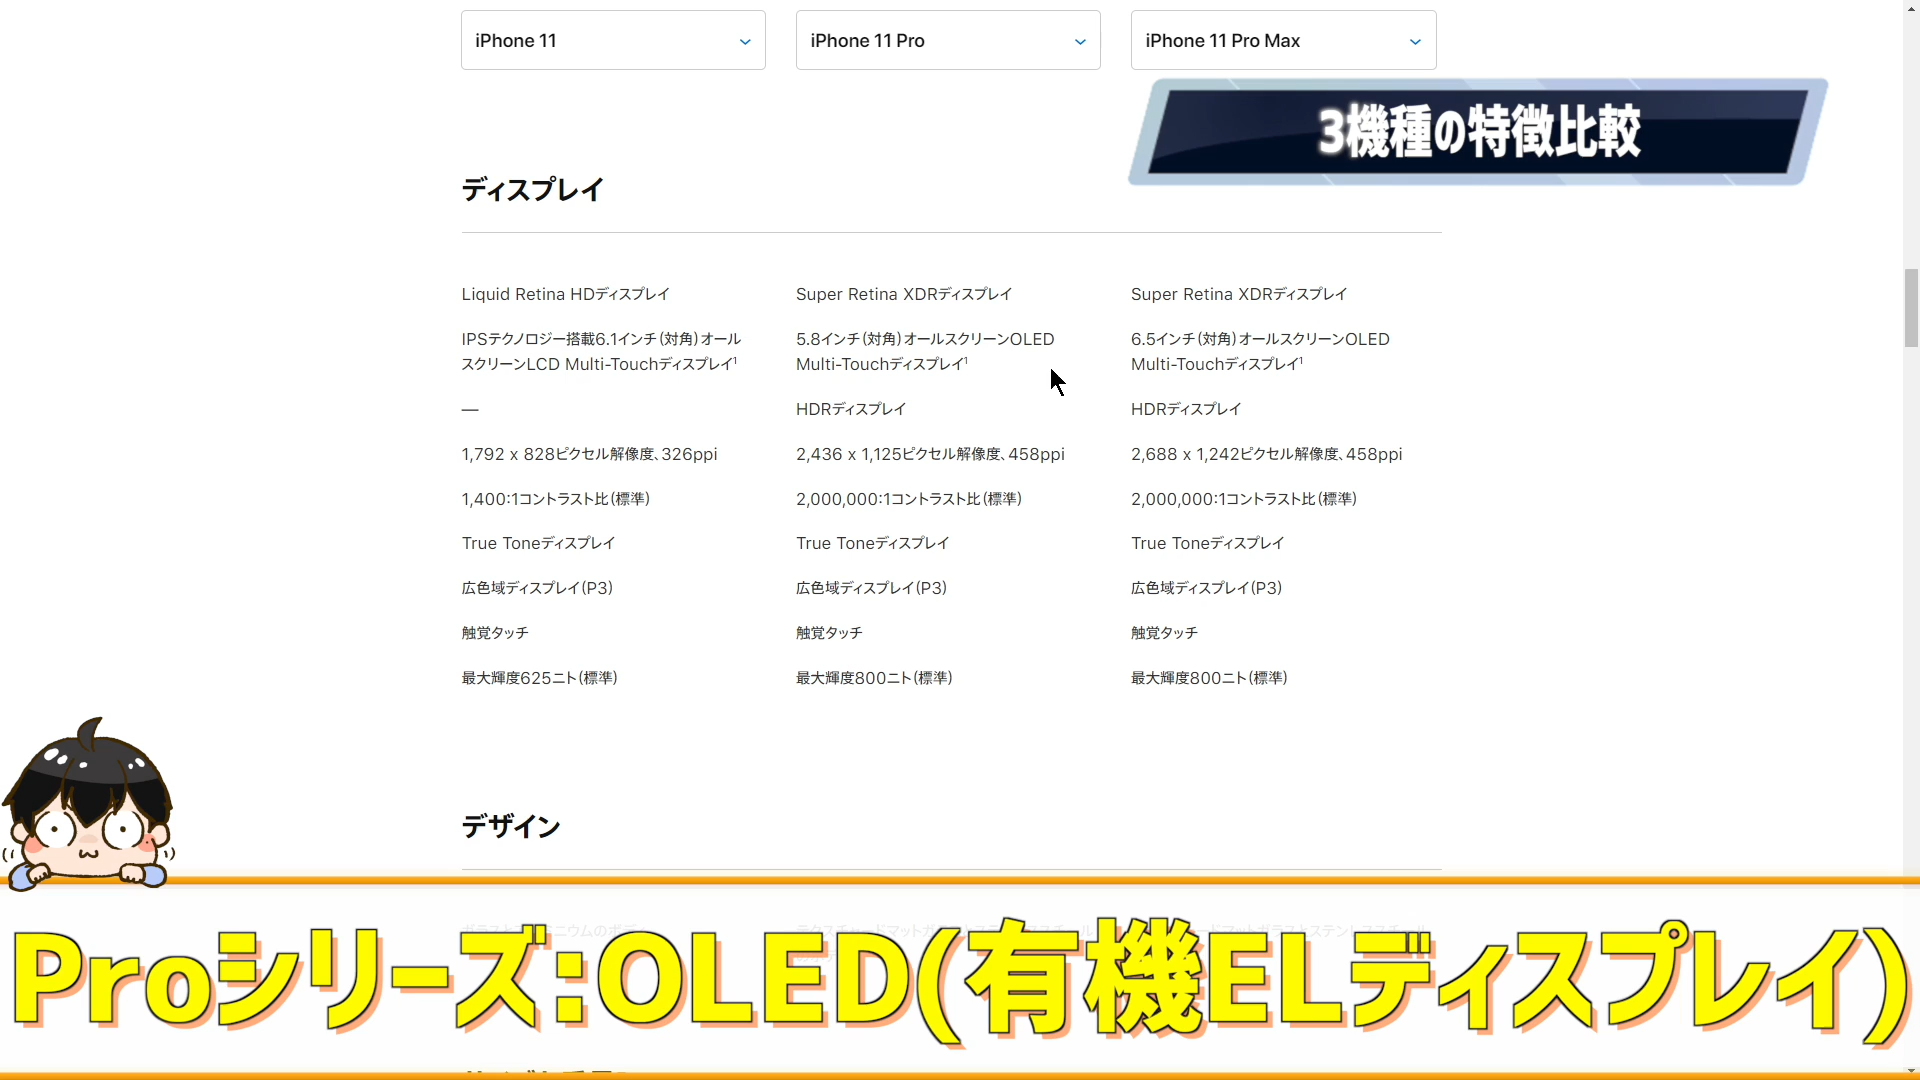 iPhone 11
iPhone 11 Pro
iPhone 11 Pro Max
3機種の特徴比較
ディスプレイ
Liquid Retina HDディスプレイ
Super Retina XDRディスプレイ
Super Retina XDRディスプレイ
IPSテクノロジー搭載6.1インチ(対角)オール
スクリーンLCD Multi-Touchディスプレイ¹
5.8インチ(対角)オールスクリーンOLED
Multi-Touchディスプレイ¹
6.5インチ(対角)オールスクリーンOLED
Multi-Touchディスプレイ¹
—
HDRディスプレイ
HDRディスプレイ
1,792 x 828ピクセル解像度、326ppi
2,436 x 1,125ピクセル解像度、458ppi
2,688 x 1,242ピクセル解像度、458ppi
1,400:1コントラスト比(標準)
2,000,000:1コントラスト比(標準)
2,000,000:1コントラスト比(標準)
True Toneディスプレイ
True Toneディスプレイ
True Toneディスプレイ
広色域ディスプレイ(P3)
広色域ディスプレイ(P3)
広色域ディスプレイ(P3)
触覚タッチ
触覚タッチ
触覚タッチ
最大輝度625ニト(標準)
最大輝度800ニト(標準)
最大輝度800ニト(標準)
デザイン
Proシリーズ:OLED(有機ELディスプレイ)